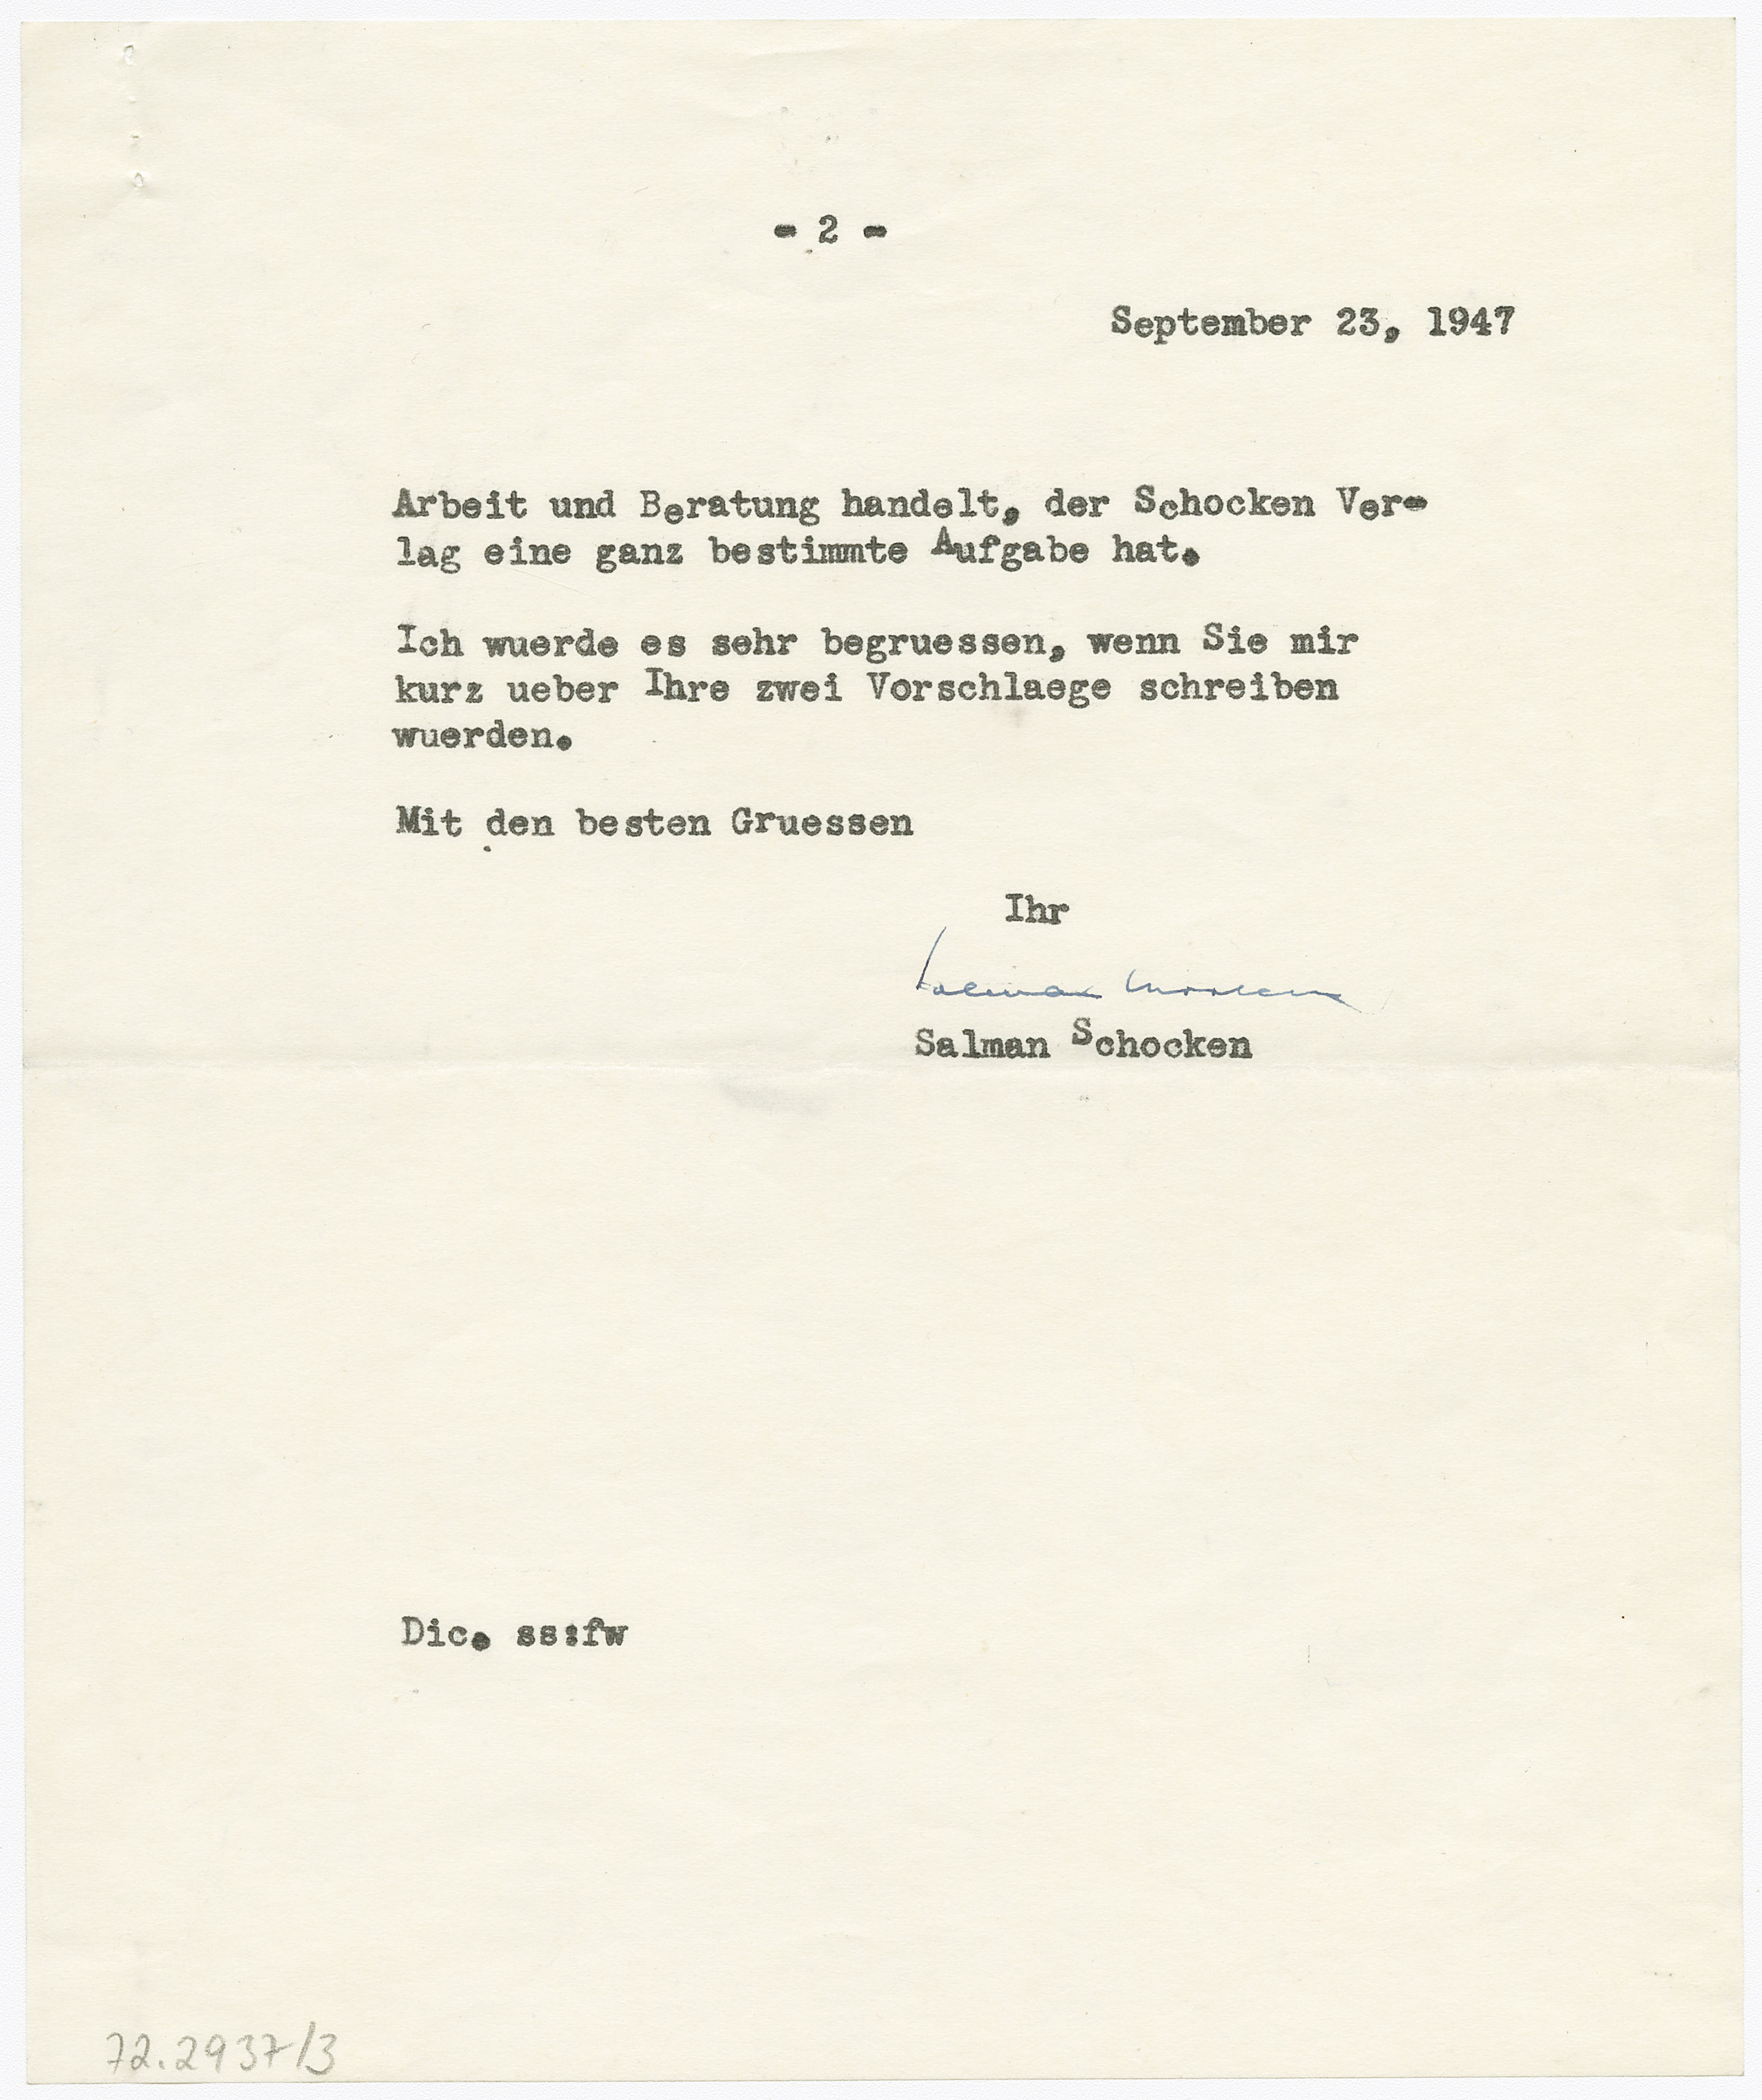 - 2 -
September 23, 1947
Arbeit und Beratung handelt, der Schocken Ver-
lag eine ganz bestimmte Aufgabe hat.
Ich wuerde es sehr begruessen, wenn Sie mir
kurz ueber Ihre zwei Vorschlaege schreiben
wuerden.
Mit den besten Gruessen
Ihr
Salman Schocken
Salman Schocken
Dic. ss:fw
72.2937/3